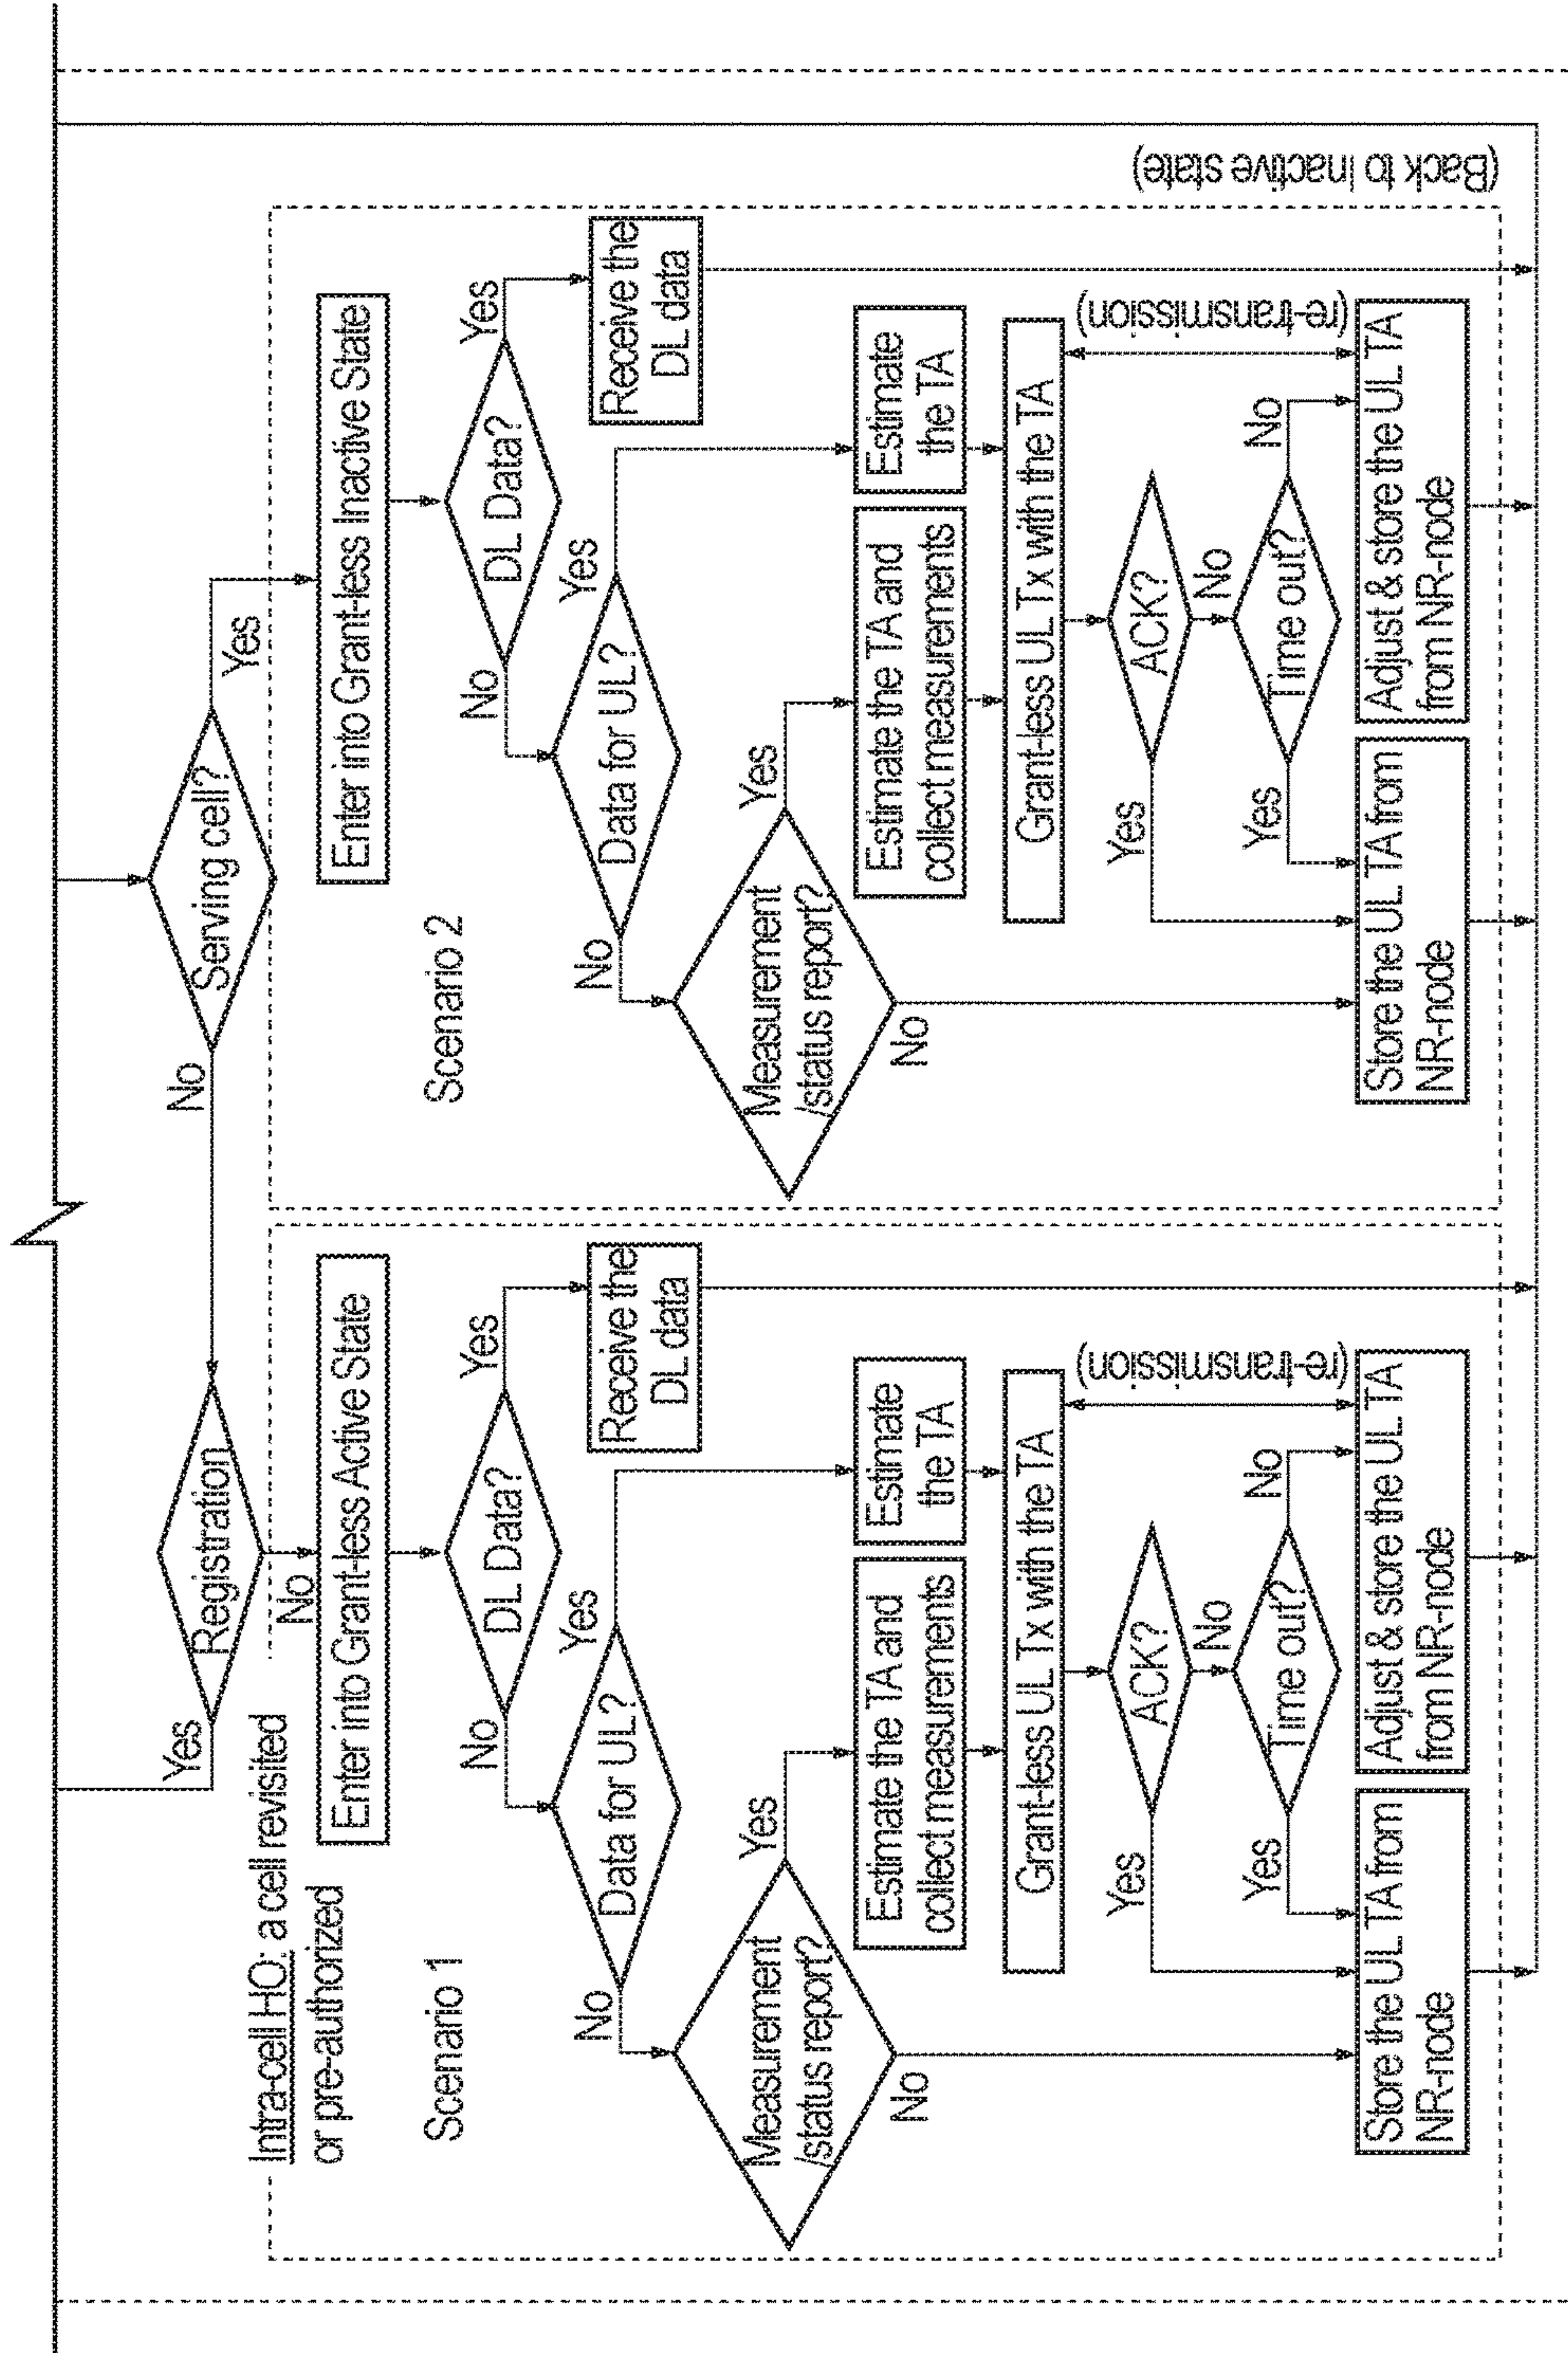 Serving cell?
No
Yes
Registration
Yes
No
Intra-cell HO: a cell revisited
or pre-authorized
Scenario 1
Enter into Grant-less Active State
DL Data?
No
Yes
Receive the
DL data
Data for UL?
No
Yes
Measurement
/status report?
Yes
No
Estimate the TA and
collect measurements
Estimate
the TA
Grant-less UL Tx with the TA
(re-transmission)
ACK?
Yes
No
Time out?
Yes
No
Store the UL TA from
NR-node
Adjust & store the UL TA
from NR-node
Scenario 2
Enter into Grant-less Inactive State
DL Data?
No
Yes
Receive the
DL data
Data for UL?
No
Yes
Measurement
/status report?
Yes
No
Estimate the TA and
collect measurements
Estimate
the TA
Grant-less UL Tx with the TA
(re-transmission)
ACK?
Yes
No
Time out?
Yes
No
Store the UL TA from
NR-node
Adjust & store the UL TA
from NR-node
(Back to Inactive state)